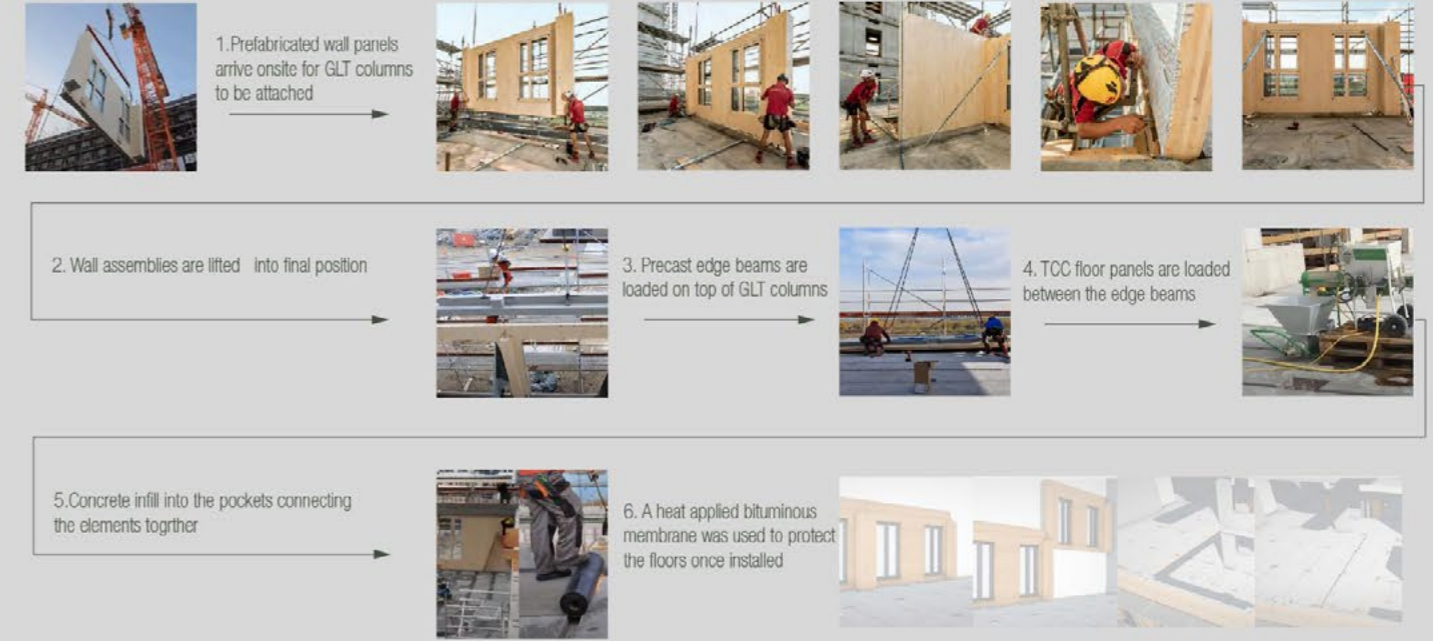 1.Prefabricated wall panels
arrive onsite for GLT columns
to be attached
2. Wall assemblies are lifted into final position
3. Precast edge beams are
loaded on top of GLT columns
4. TCC floor panels are loaded
between the edge beams
5.Concrete infill into the pockets connecting
the elements togrther
6. A heat applied bituminous
membrane was used to protect
the floors once installed